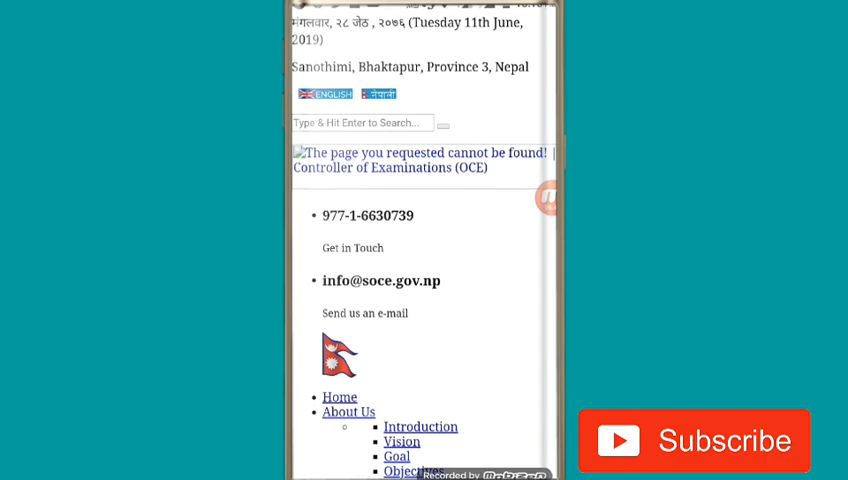 मंगलवार, २८ जेठ , २०७६ (Tuesday 11th June,
2019)
Sanothimi, Bhaktapur, Province 3, Nepal
ENGLISH नेपाली
Type & Hit Enter to Search...
The page you requested cannot be found! |
Controller of Examinations (OCE)
977-1-6630739
Get in Touch
info@soce.gov.np
Send us an e-mail
Home
About Us
Introduction
Vision
Goal
Objectives
Recorded by
Subscribe